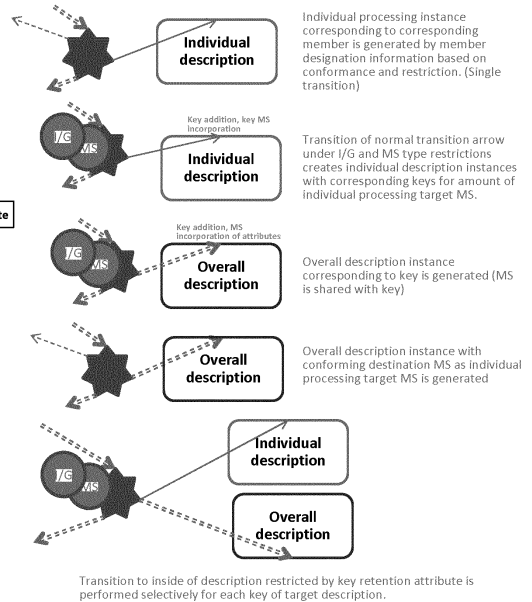 Individual
description
Individual processing instance
corresponding to corresponding
member is generated by member
designation information based on
conformance and restriction. (Single
transition)
Key addition, key MS
incorporation
I/G
MS
Individual
description
Transition of normal transition arrow
under I/G and MS type restrictions
creates individual description instances
with corresponding keys for amount of
individual processing target MS.
te
Key addition, MS
incorporation of attributes
I/G
MS
Overall
description
Overall description instance
corresponding to key is generated (MS
is shared with key)
Overall
description
Overall description instance with
conforming destination MS as individual
processing target MS is generated
I/G
MS
Individual
description
Overall
description
Transition to inside of description restricted by key retention attribute is
performed selectively for each key of target description.